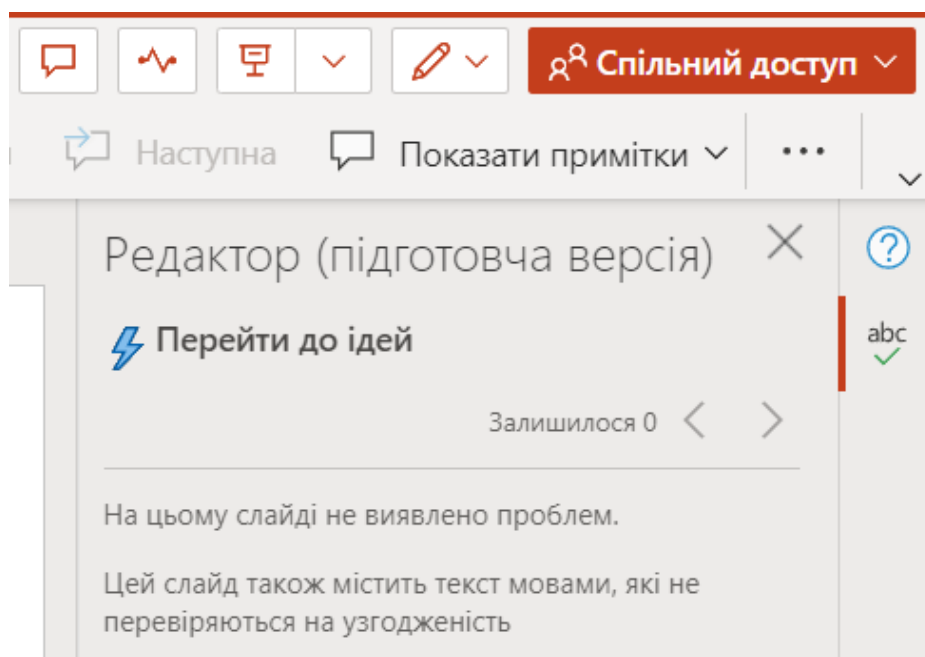 Спільний доступ
Наступна
Показати примітки
Редактор (підготовча версія)
Перейти до ідей
Залишилося 0
abc
На цьому слайді не виявлено проблем.
Цей слайд також містить текст мовами, які не
перевіряються на узгодженість